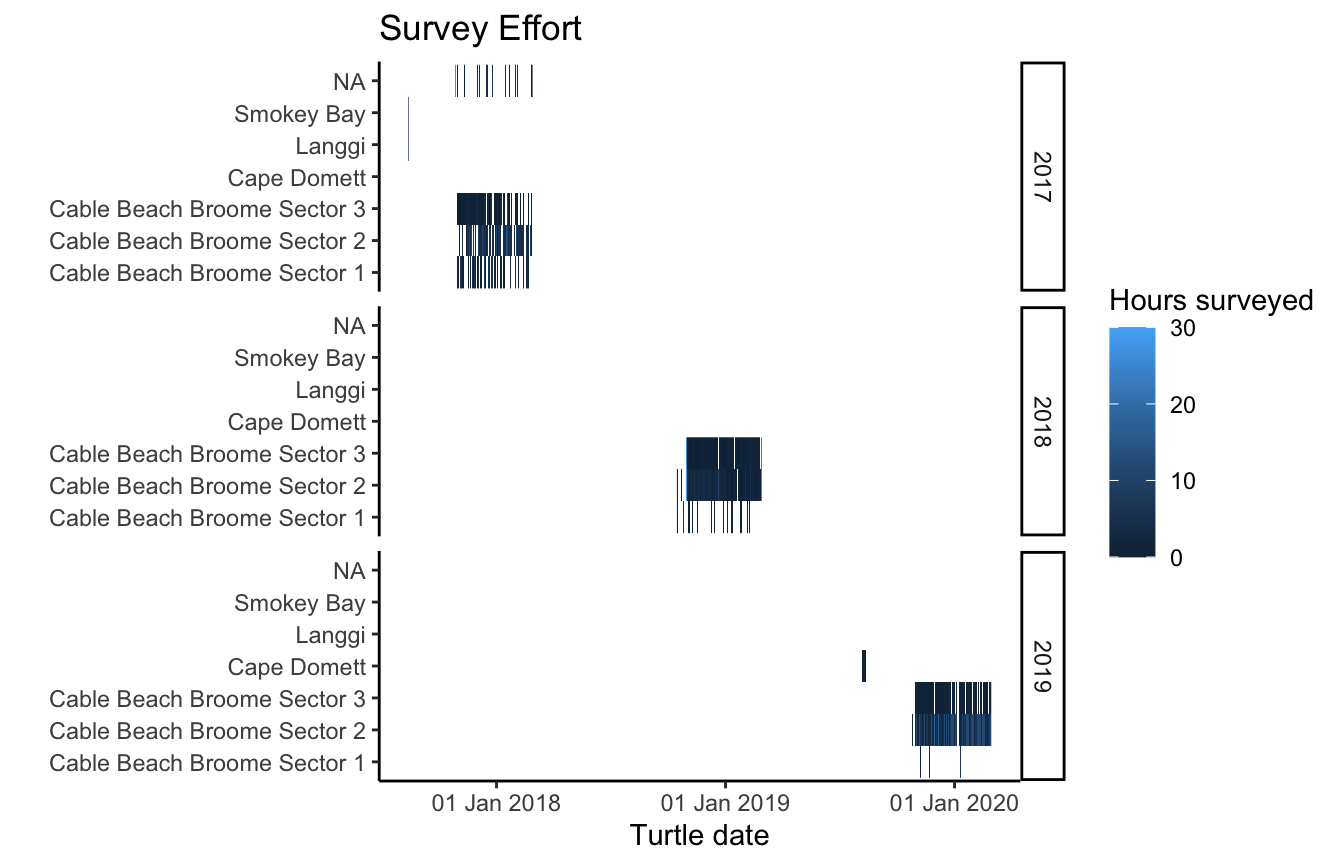 Survey Effort
NA
Smokey Bay
Langgi
Cape Domett
Cable Beach Broome Sector 3
Cable Beach Broome Sector 2
Cable Beach Broome Sector 1
2017
NA
Smokey Bay
Langgi
Cape Domett
Cable Beach Broome Sector 3
Cable Beach Broome Sector 2
Cable Beach Broome Sector 1
2018
NA
Smokey Bay
Langgi
Cape Domett
Cable Beach Broome Sector 3
Cable Beach Broome Sector 2
Cable Beach Broome Sector 1
2019
01 Jan 2018 01 Jan 2019 01 Jan 2020
Turtle date
Hours surveyed
30
20
10
0